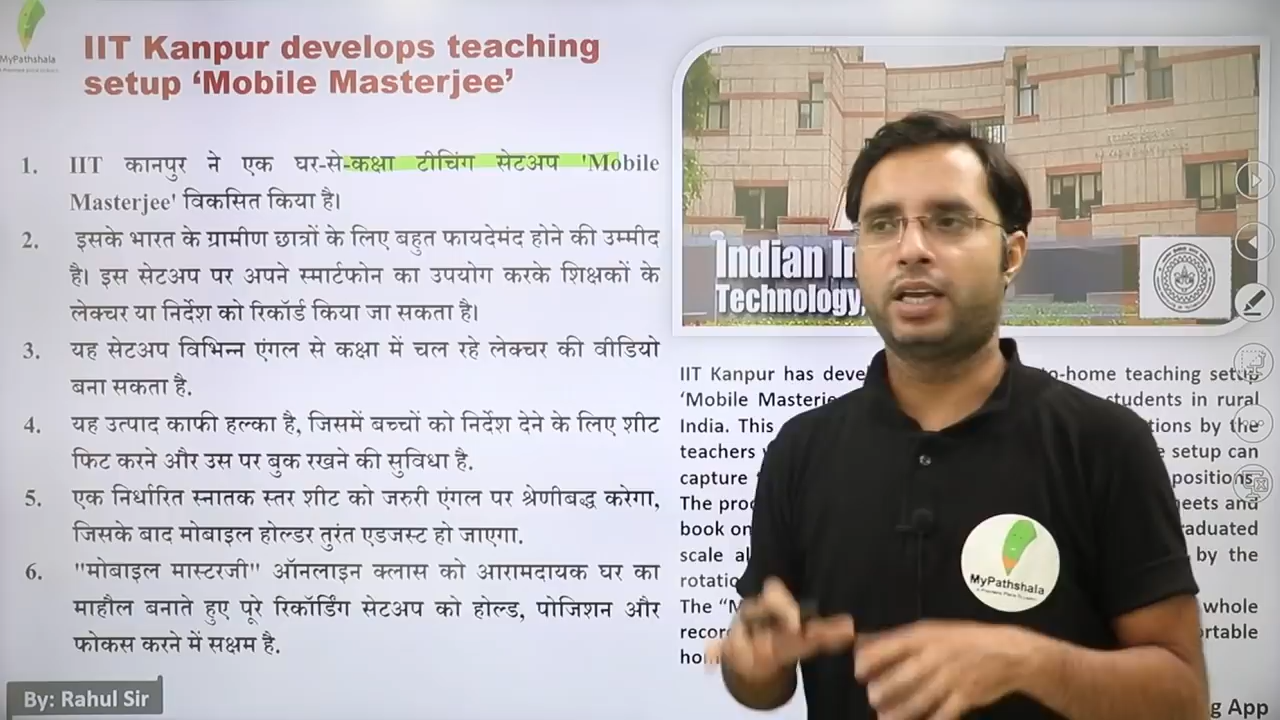 MyPathshala
IIT Kanpur develops teaching
setup ‘Mobile Masterjee’
1. IIT कानपुर ने एक घर-से-कक्षा टीचिंग सेटअप 'Mobile
Masterjee' विकसित किया है।
2. इसके भारत के ग्रामीण छात्रों के लिए बहुत फायदेमंद होने की उम्मीद
है। इस सेटअप पर अपने स्मार्टफोन का उपयोग करके शिक्षकों के
लेक्चर या निर्देश को रिकॉर्ड किया जा सकता है।
3. यह सेटअप विभिन्न एंगल से कक्षा में चल रहे लेक्चर की वीडियो
बना सकता है.
4. यह उत्पाद काफी हल्का है, जिसमें बच्चों को निर्देश देने के लिए शीट
फिट करने और उस पर बुक रखने की सुविधा है.
5. एक निर्धारित स्नातक स्तर शीट को जरुरी एंगल पर श्रेणीबद्ध करेगा,
जिसके बाद मोबाइल होल्डर तुरंत एडजस्ट हो जाएगा.
6. "मोबाइल मास्टरजी" ऑनलाइन क्लास को आरामदायक घर का
माहौल बनाते हुए पूरे रिकार्डिंग सेटअप को होल्ड, पोजिशन और
फोकस करने में सक्षम है.
By: Rahul Sir
Indian In
Technology,
IIT Kanpur has deve to-home teaching setup
‘Mobile Masterje students in rural
India. This tions by the
teachers setup can
capture positions.
The proc eets and
book on raduated
scale al by the
rotatio
The “M whole
recor rtable
hom
MyPathshala
g App